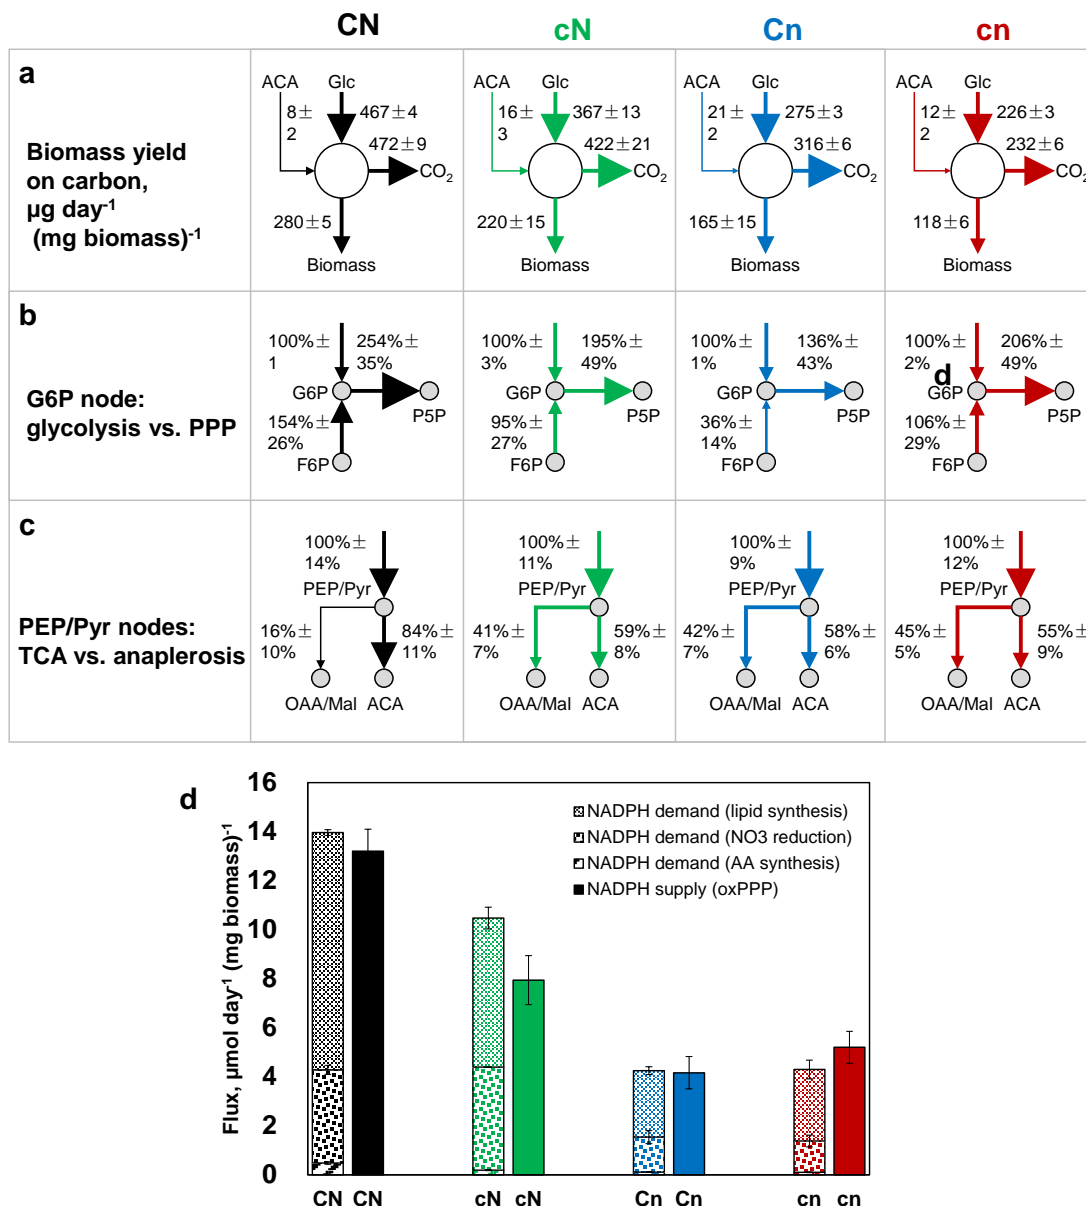 CN cN Cn cn
a
Biomass yield
on carbon,
µg day-1
(mg biomass)-1
ACA Glc
8±
2
467±4
472±9
CO2
280±5
Biomass
ACA Glc
16±
3
367±13
422±21
CO2
220±15
Biomass
ACA Glc
21±
2
275±3
316±6
CO2
165±15
Biomass
ACA Glc
12±
2
226±3
232±6
CO2
118±6
Biomass
b
G6P node:
glycolysis vs. PPP
100%±
1
254%±
35%
G6P
P5P
154%±
26%
F6P
100%±
3%
195%±
49%
G6P
P5P
95%±
27%
F6P
100%±
1%
136%±
43%
G6P
P5P
36%±
14%
F6P
100%±
2%
206%±
49%
d
G6P
P5P
106%±
29%
F6P
c
PEP/Pyr nodes:
TCA vs. anaplerosis
100%±
14%
PEP/Pyr
16%±
10%
84%±
11%
OAA/Mal ACA
100%±
11%
PEP/Pyr
41%±
7%
59%±
8%
OAA/Mal ACA
100%±
9%
PEP/Pyr
42%±
7%
58%±
6%
OAA/Mal ACA
100%±
12%
PEP/Pyr
45%±
5%
55%±
9%
OAA/Mal ACA
d
Flux, µmol day-1 (mg biomass)-1
16
14
12
10
8
6
4
2
0
NADPH demand (lipid synthesis)
NADPH demand (NO3 reduction)
NADPH demand (AA synthesis)
NADPH supply (oxPPP)
CN CN cN cN Cn Cn cn cn